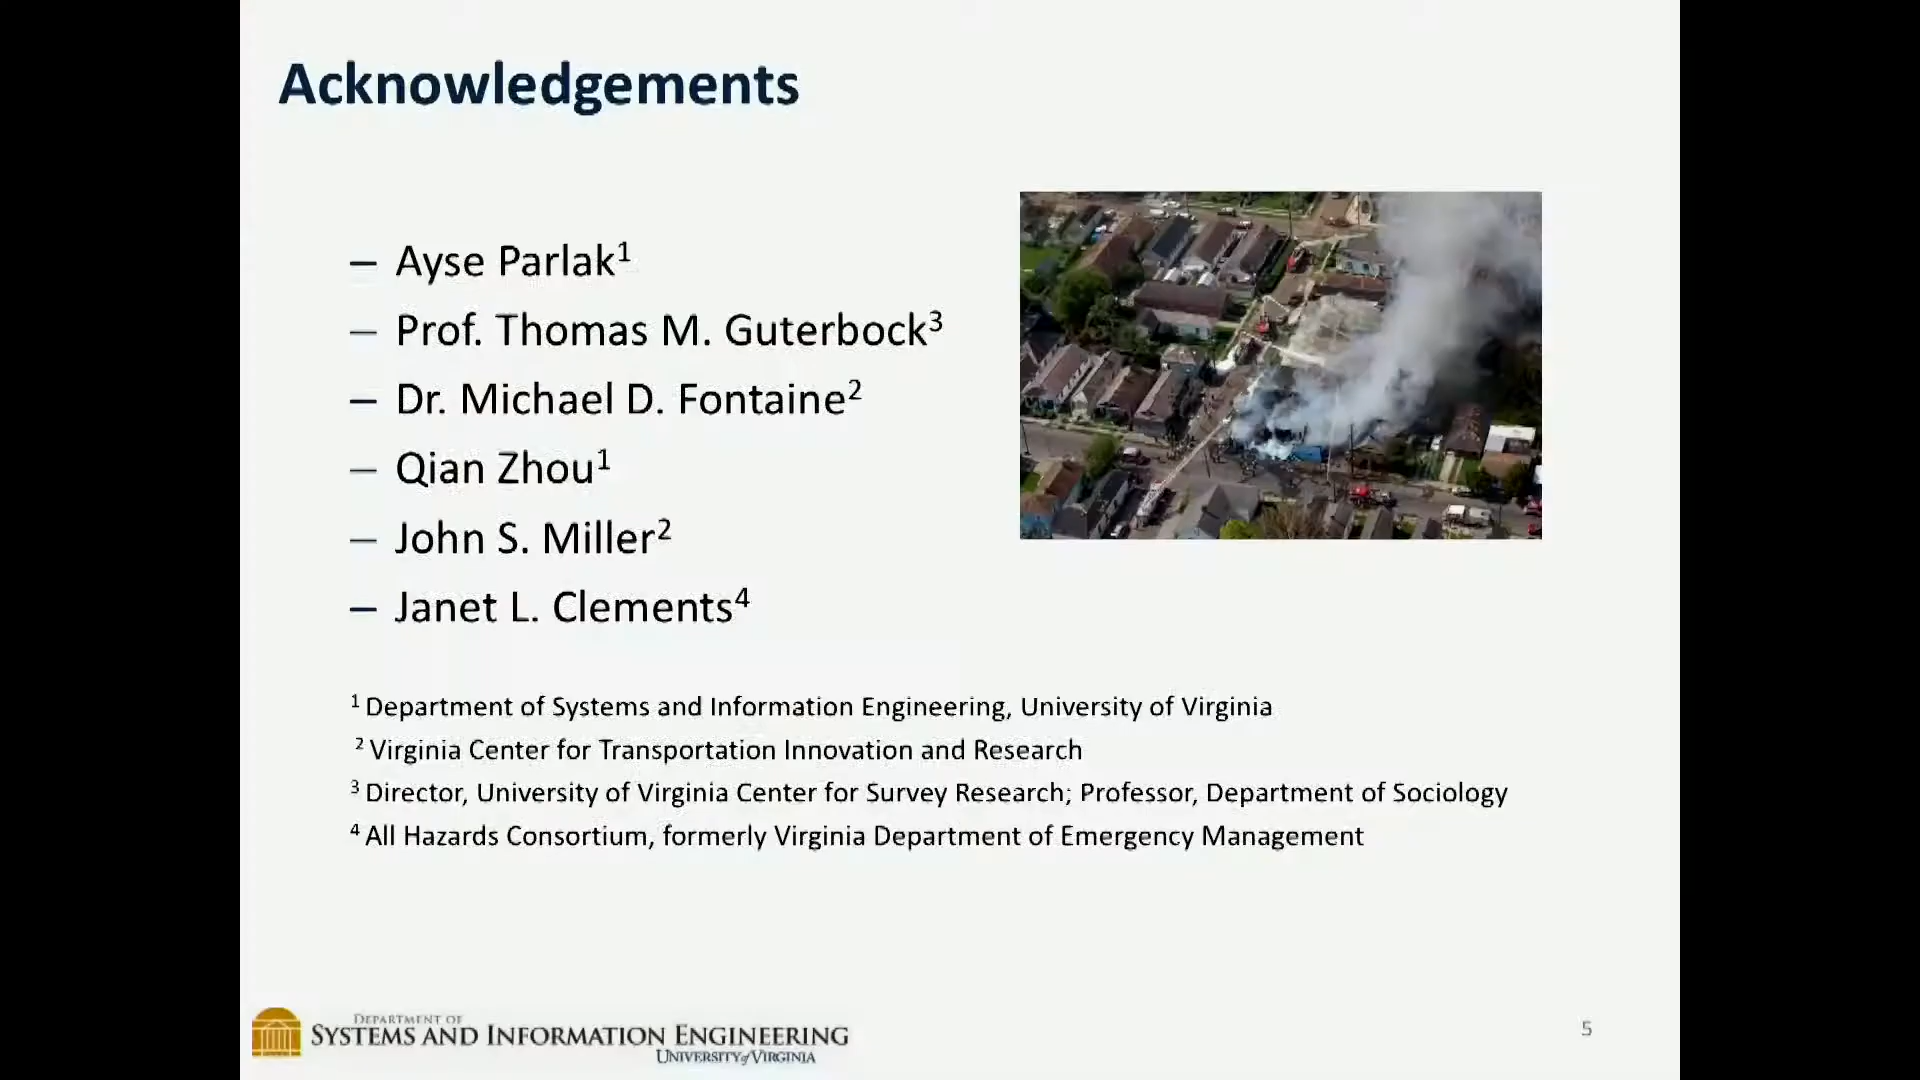 Acknowledgements
– Ayse Parlak¹
– Prof. Thomas M. Guterbock³
– Dr. Michael D. Fontaine²
– Qian Zhou¹
– John S. Miller²
– Janet L. Clements⁴
¹ Department of Systems and Information Engineering, University of Virginia
² Virginia Center for Transportation Innovation and Research
³ Director, University of Virginia Center for Survey Research; Professor, Department of Sociology
⁴ All Hazards Consortium, formerly Virginia Department of Emergency Management
DEPARTMENT OF
SYSTEMS AND INFORMATION ENGINEERING
UNIVERSITY of VIRGINIA
5